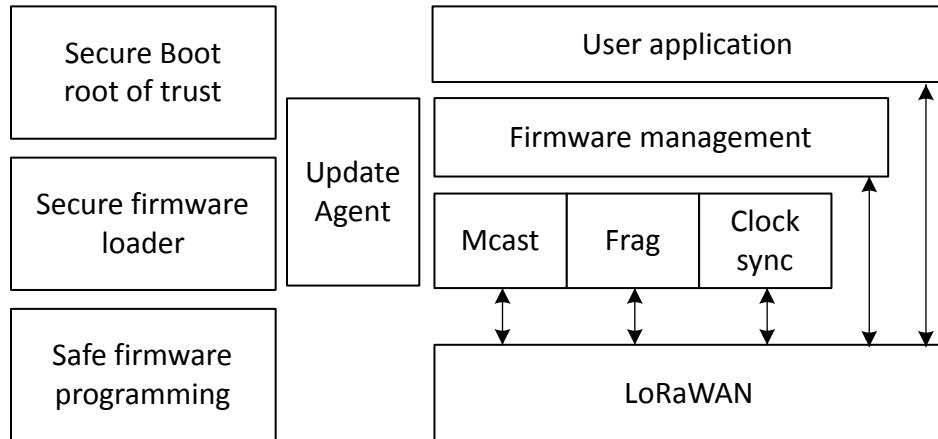 Secure Boot
root of trust
Secure firmware
loader
Safe firmware
programming
Update
Agent
User application
Firmware management
Mcast
Frag
Clock
sync
LoRaWAN